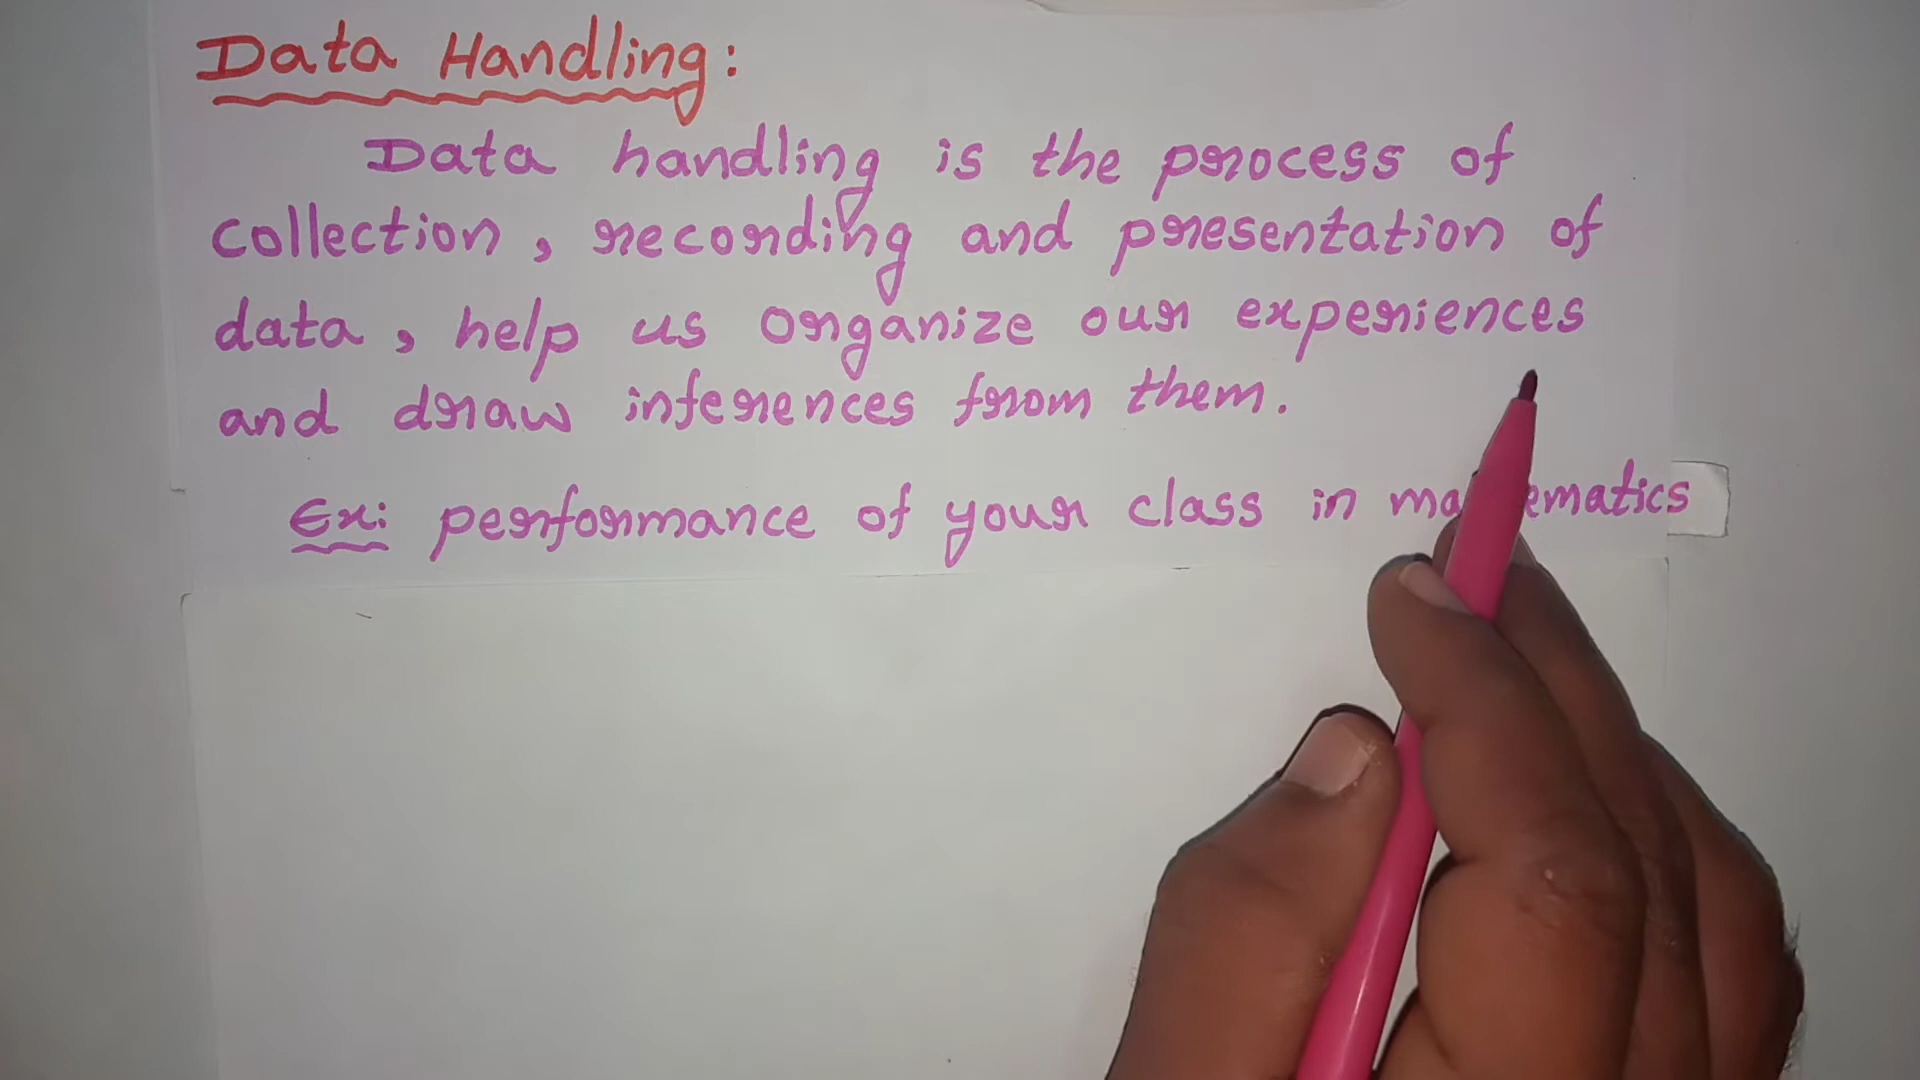 Data Handling:
Data handling is the process of
collection, recording and presentation of
data, help us organize our experiences
and draw inferences from them.
Ex: performance of your class in